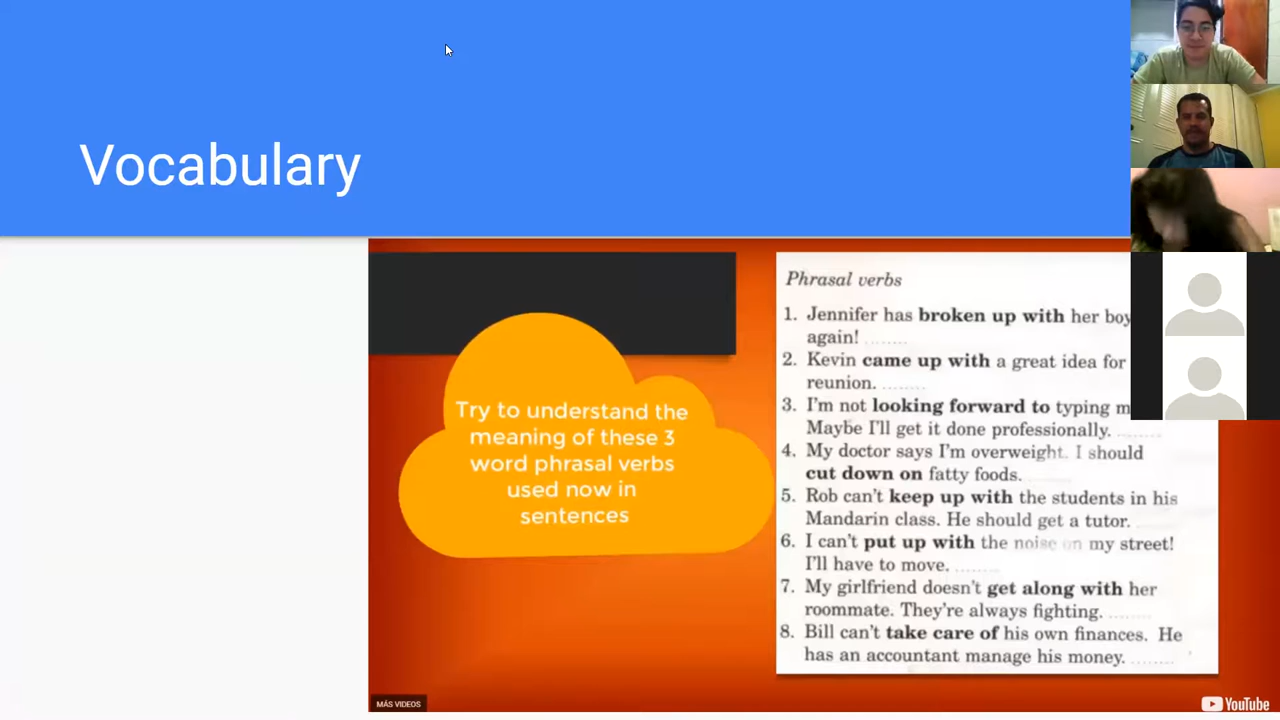 Vocabulary
Try to understand the
meaning of these 3
word phrasal verbs
used now in
sentences
Phrasal verbs
1. Jennifer has broken up with her
again!
2. Kevin came up with a great idea for
reunion.
3. I'm not looking forward to typing
Maybe I'll get it done professionally.
4. My doctor says I'm overweight. I should
cut down on fatty foods.
5. Rob can't keep up with the students in his
Mandarin class. He should get a tutor.
6. I can't put up with the noise on my street!
I'll have to move.
7. My girlfriend doesn't get along with her
roommate. They're always fighting.
8. Bill can't take care of his own finances. He
has an accountant manage his money.
MÁS VIDEOS
YouTube